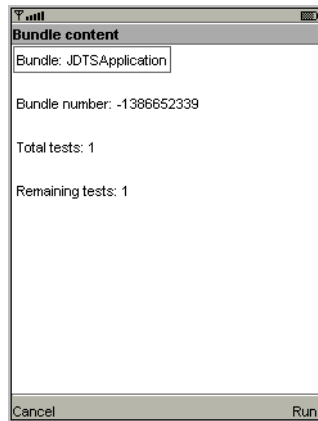 Bundle content
Bundle: JDTSApplication
Bundle number: -1386652339
Total tests: 1
Remaining tests: 1
Cancel Run